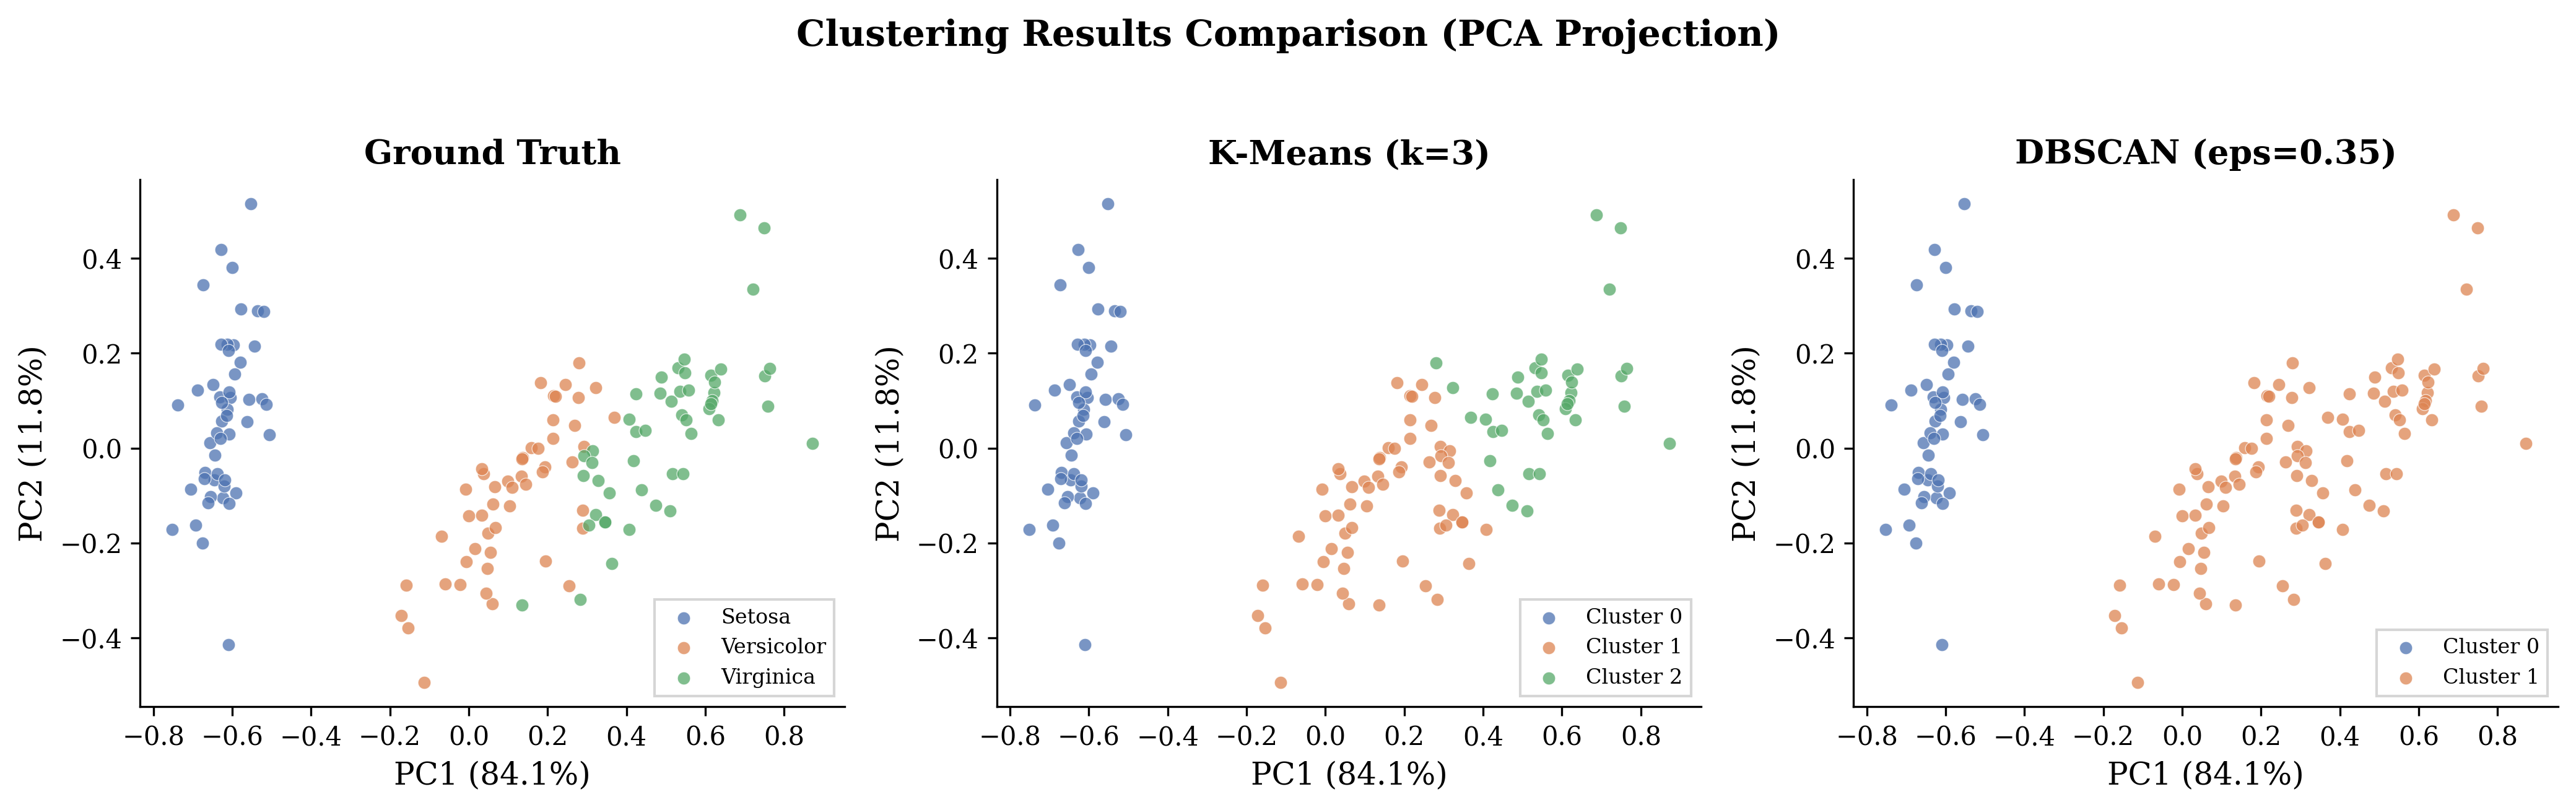 Clustering Results Comparison (PCA Projection)
Ground Truth
PC2 (11.8%)
0.4
0.2
0.0
−0.2
−0.4
−0.8 −0.6 −0.4 −0.2 0.0 0.2 0.4 0.6 0.8
PC1 (84.1%)
Setosa
Versicolor
Virginica
K-Means (k=3)
PC2 (11.8%)
0.4
0.2
0.0
−0.2
−0.4
−0.8 −0.6 −0.4 −0.2 0.0 0.2 0.4 0.6 0.8
PC1 (84.1%)
Cluster 0
Cluster 1
Cluster 2
DBSCAN (eps=0.35)
PC2 (11.8%)
0.4
0.2
0.0
−0.2
−0.4
−0.8 −0.6 −0.4 −0.2 0.0 0.2 0.4 0.6 0.8
PC1 (84.1%)
Cluster 0
Cluster 1